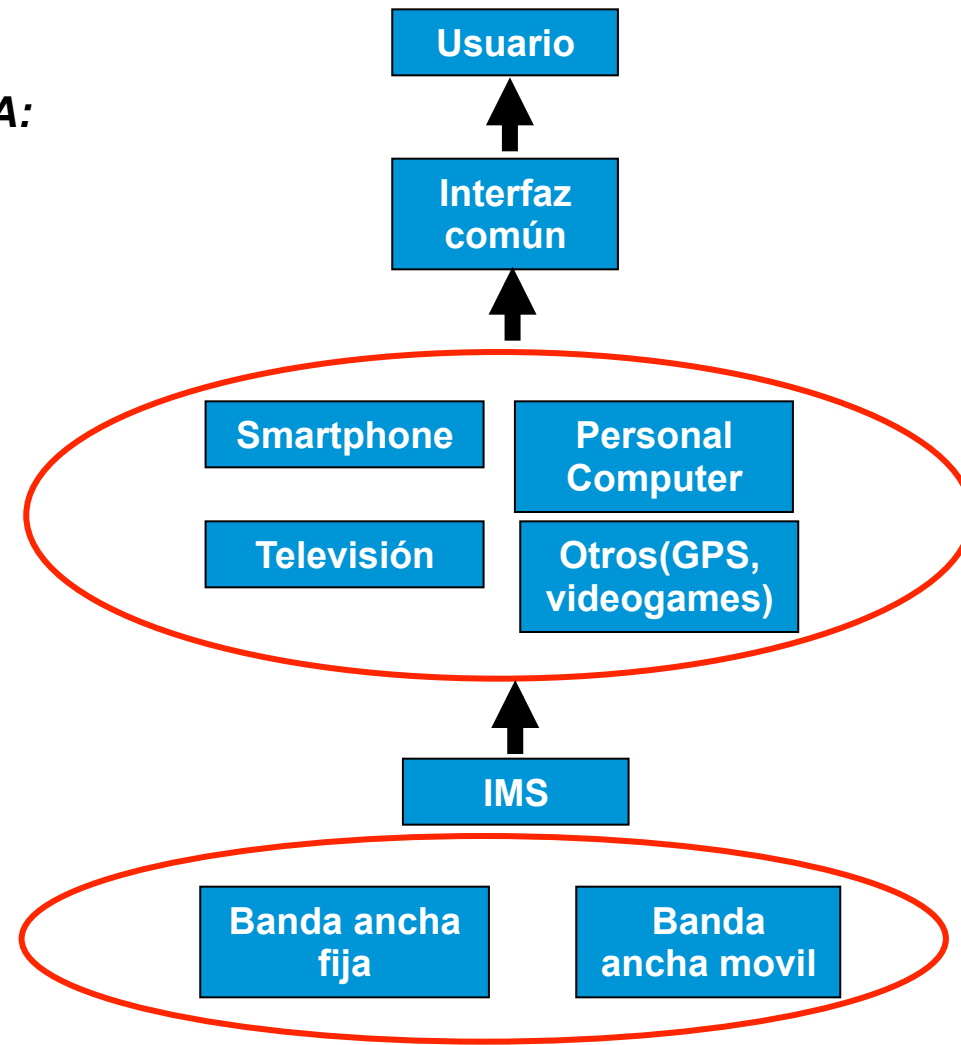 Usuario
A:
Interfaz
común
Smartphone
Personal
Computer
Televisión
Otros(GPS,
videogames)
IMS
Banda ancha
fija
Banda
ancha movil